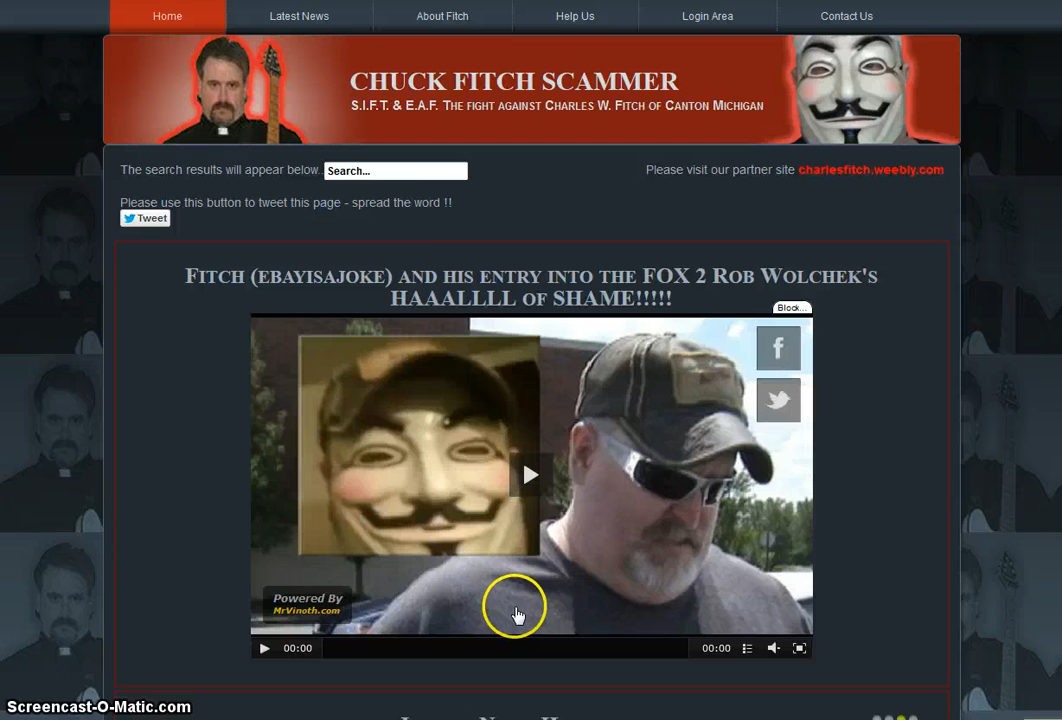 Home Latest News About Fitch Help Us Login Area Contact Us
CHUCK FITCH SCAMMER
S.I.F.T. & E.A.F. The fight against Charles W. Fitch of Canton Michigan
The search results will appear below. Search... Please visit our partner site charlesfitch.weebly.com
Please use this button to tweet this page - spread the word !!
Tweet
Fitch (ebayisajoke) and his entry into the FOX 2 Rob Wolchek's
HAAALLLL of SHAME!!!!!
Block...
Powered By
MrVinoth.com
00:00 00:00
Screencast-O-Matic.com